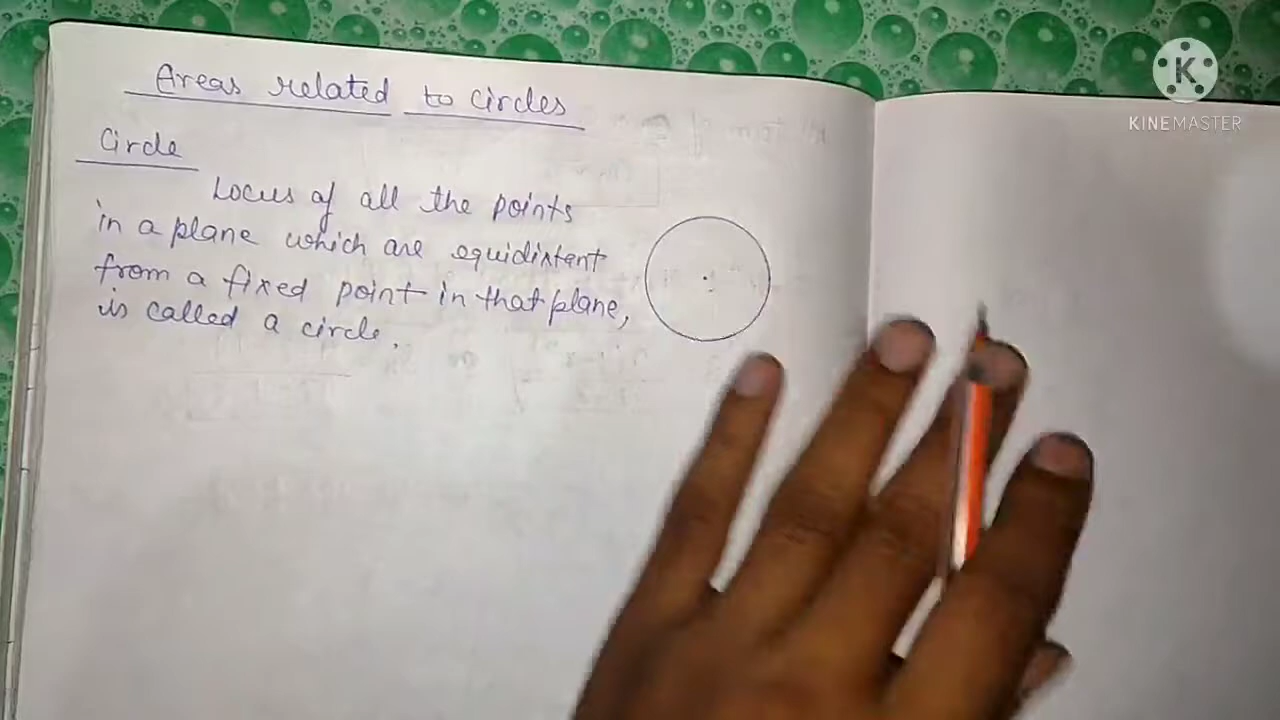 Areas related to circles
Circle
Locus of all the points
in a plane which are equidistent
from a fixed point in that plane,
is called a circle.
K
KINEMASTER